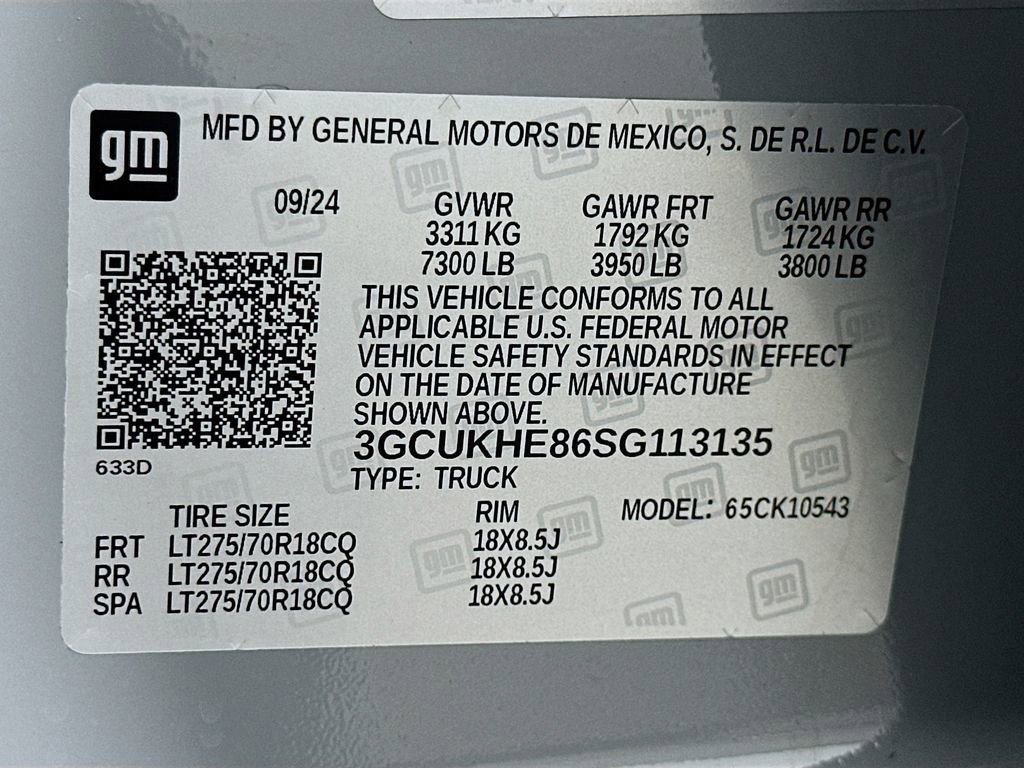 gm
MFD BY GENERAL MOTORS DE MEXICO, S. DE R.L. DE C.V.
09/24 GVWR GAWR FRT GAWR RR
3311 KG 1792 KG 1724 KG
7300 LB 3950 LB 3800 LB
THIS VEHICLE CONFORMS TO ALL
APPLICABLE U.S. FEDERAL MOTOR
VEHICLE SAFETY STANDARDS IN EFFECT
ON THE DATE OF MANUFACTURE
SHOWN ABOVE.
3GCUKHE86SG113135
633D
TYPE: TRUCK
TIRE SIZE RIM MODEL: 65CK10543
FRT LT275/70R18CQ 18X8.5J
RR LT275/70R18CQ 18X8.5J
SPA LT275/70R18CQ 18X8.5J